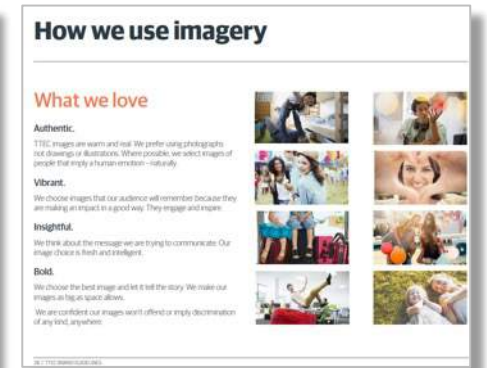 How we use imagery
What we love
Authentic.
TTEC images are warm and real. We prefer using photographs
not drawings or illustrations. Where possible, we select images of
people that imply a human emotion – naturally.
Vibrant.
We choose images that our audience will remember because they
are making an impact in a good way. They engage and inspire.
Insightful.
We think about the message we are trying to communicate. Our
image choice is fresh and intelligent.
Bold.
We choose the best image and let it tell the story. We make our
images as big as space allows.
We are confident our images won't offend or imply discrimination
of any kind, anywhere.
TTEC BRAND GUIDELINES